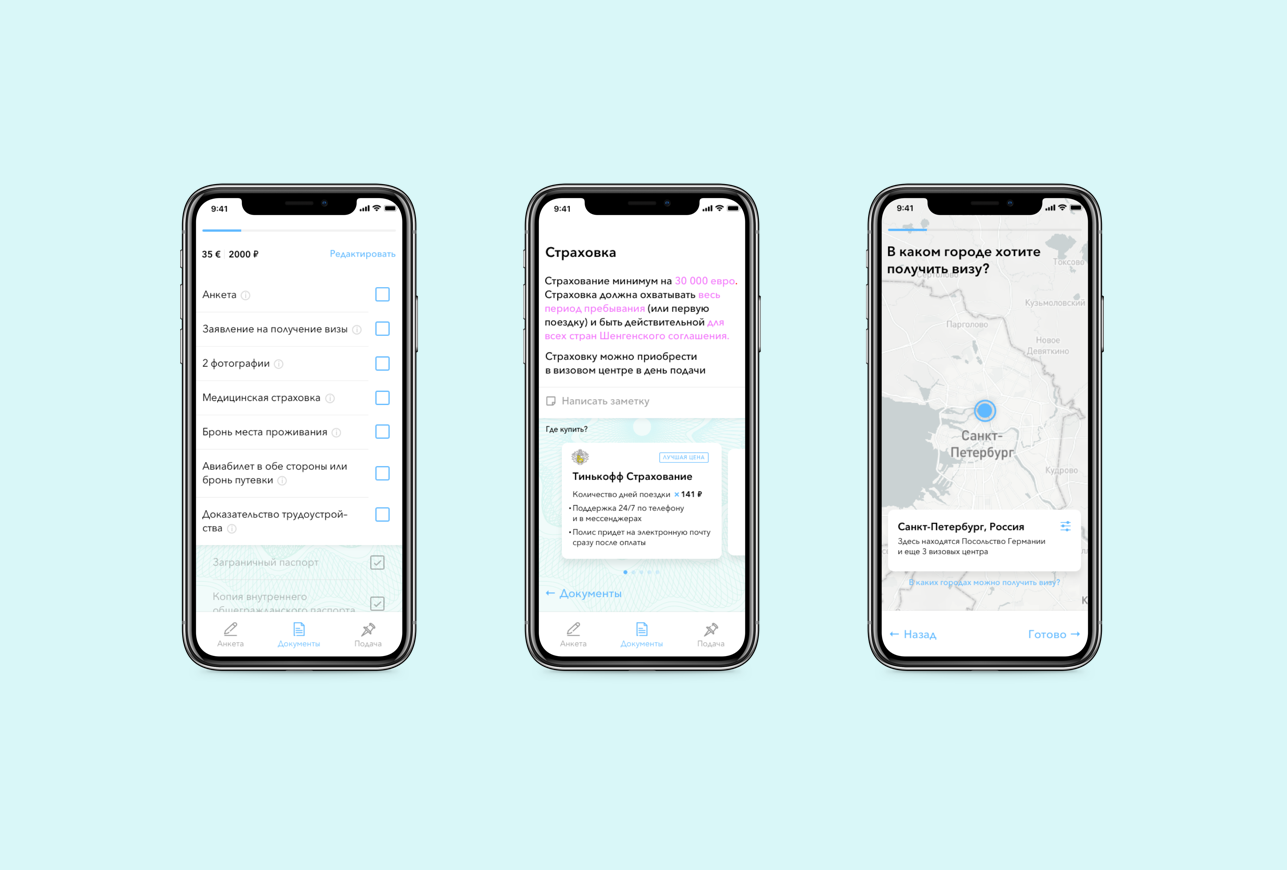 9:41
35 € 2000 ₽
Редактировать
Анкета
Заявление на получение визы
2 фотографии
Медицинская страховка
Бронь места проживания
Авиабилет в обе стороны или
бронь путевки
Доказательство трудоустрой-
ства
Заграничный паспорт
Копия внутреннего
общегражданского паспорта
Анкета
Документы
Подача
9:41
Страховка
Страхование минимум на 30 000 евро.
Страховка должна охватывать весь
период пребывания (или первую
поездку) и быть действительной для
всех стран Шенгенского соглашения.
Страховку можно приобрести
в визовом центре в день подачи
Написать заметку
Где купить?
ЛУЧШАЯ ЦЕНА
Тинькофф Страхование
Количество дней поездки × 141 ₽
• Поддержка 24/7 по телефону
и в мессенджерах
• Полис придет на электронную почту
сразу после оплаты
← Документы
Анкета
Документы
Подача
9:41
В каком городе хотите
получить визу?
Токсово
Сертолово
Кузьмоловский
Парголово
Новое
Девяткино
Санкт-
Петербург
Кудрово
Санкт-Петербург, Россия
Здесь находятся Посольство Германии
и еще 3 визовых центра
В каких городах можно получить визу?
← Назад
Готово →